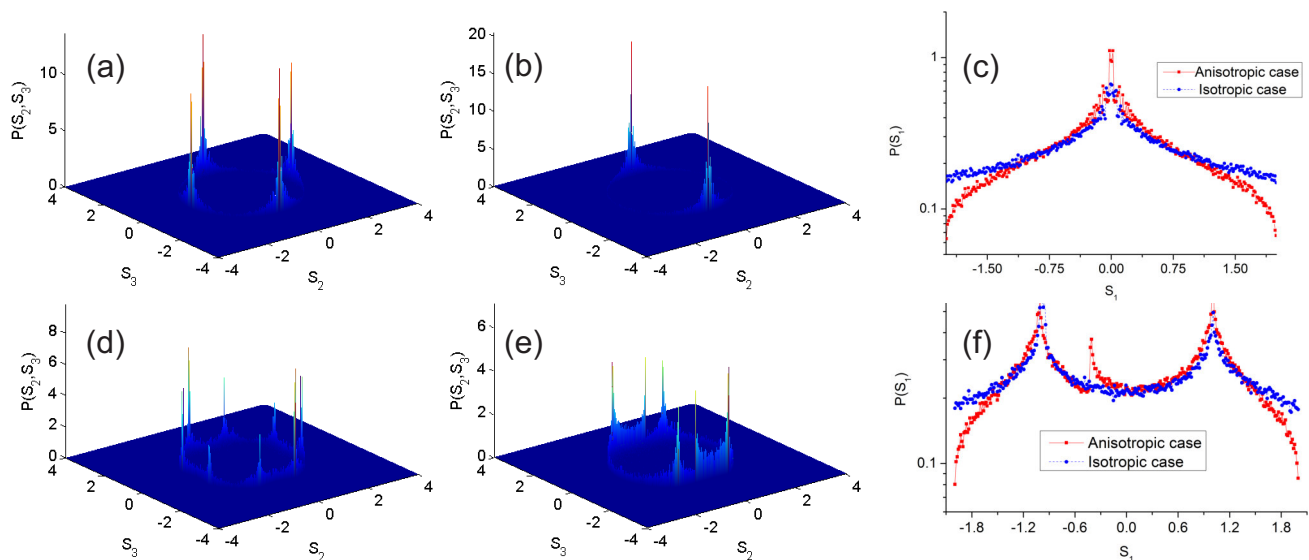 (a)
P(S2,S3)
10
5
0
4
2
0
-2
-4
S3
-4
-2
0
2
4
S2
(b)
P(S2,S3)
20
15
10
5
0
4
2
0
-2
-4
S3
-4
-2
0
2
4
S2
(c)
P(S1)
1
0.1
Anisotropic case
Isotropic case
-1.50
-0.75
0.00
0.75
1.50
S1
(d)
P(S2,S3)
8
6
4
2
0
4
2
0
-2
-4
S3
-4
-2
0
2
4
S2
(e)
P(S2,S3)
6
4
2
0
4
2
0
-2
-4
S3
-4
-2
0
2
4
S2
(f)
P(S1)
0.1
Anisotropic case
Isotropic case
-1.8
-1.2
-0.6
0.0
0.6
1.2
1.8
S1